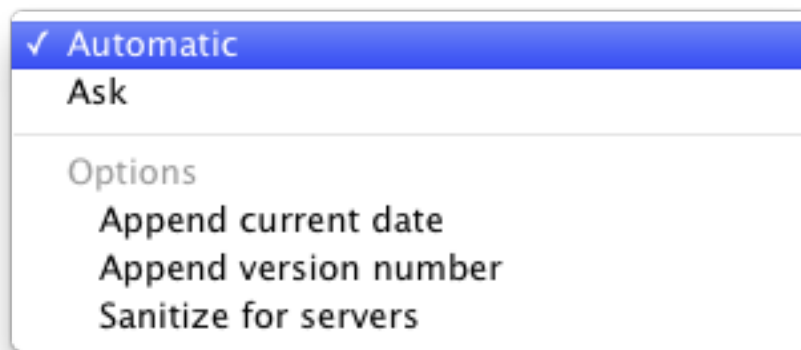 ✓ Automatic
Ask
Options
Append current date
Append version number
Sanitize for servers